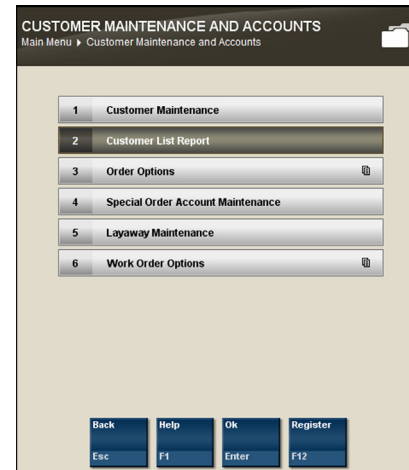 CUSTOMER MAINTENANCE AND ACCOUNTS
Main Menu ▸ Customer Maintenance and Accounts
1 Customer Maintenance
2 Customer List Report
3 Order Options
4 Special Order Account Maintenance
5 Layaway Maintenance
6 Work Order Options
Back Help Ok Register
Esc F1 Enter F12